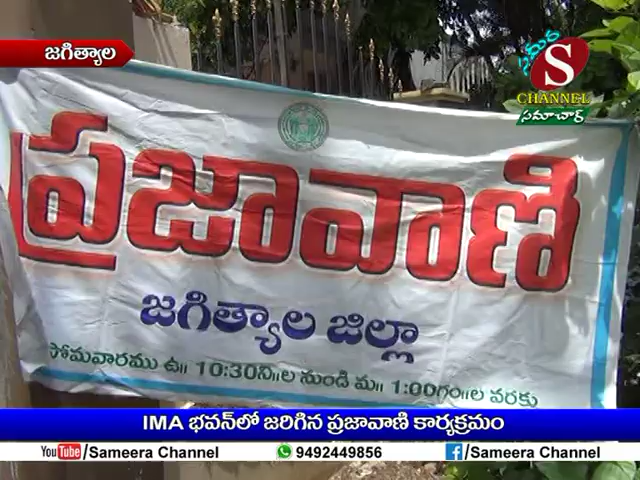 జగిత్యాల
సమీర
S
CHANNEL
సమాచార్
ప్రజావాణి
జగిత్యాల జిల్లా
సోమవారము ఉ॥ 10:30ని॥ల నుండి మ॥ 1:00గం॥ల వరకు
IMA భవన్‌లో జరిగిన ప్రజావాణి కార్యక్రమం
YouTube /Sameera Channel 9492449856 /Sameera Channel